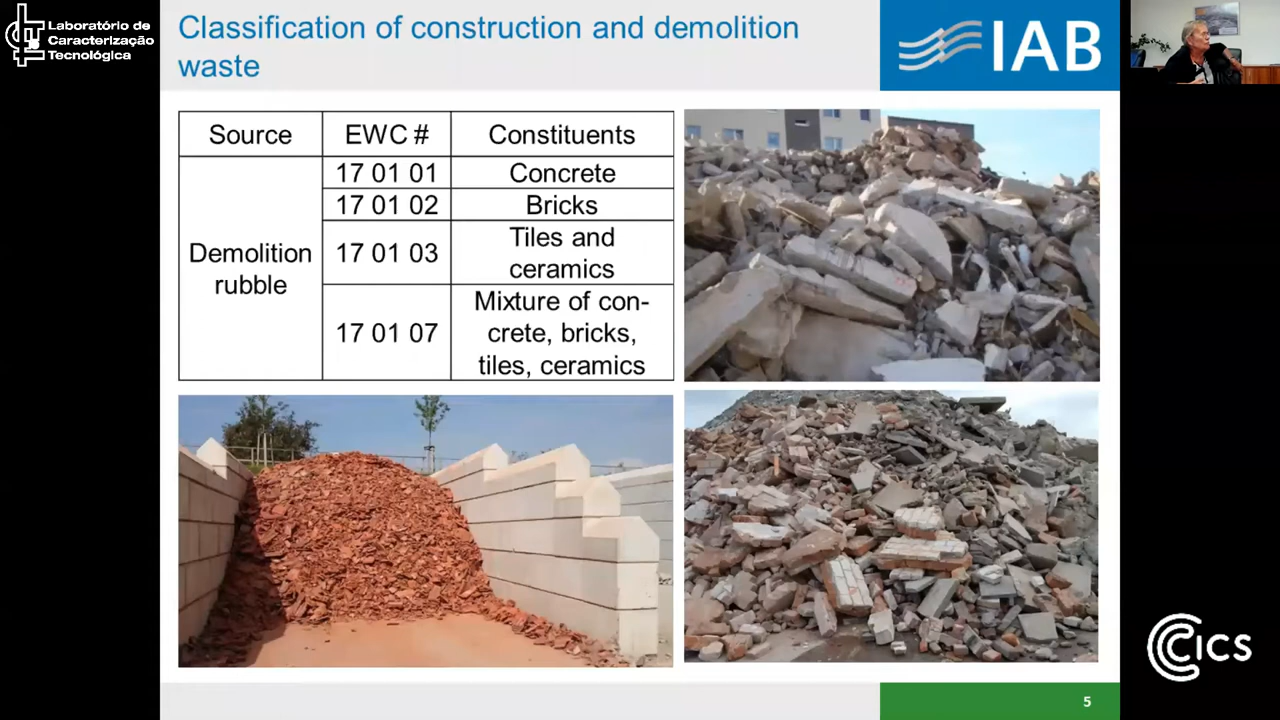 Laboratório de
Caracterização
Tecnológica
Classification of construction and demolition
waste
IAB
Source EWC # Constituents
Demolition
rubble
17 01 01 Concrete
17 01 02 Bricks
17 01 03 Tiles and
ceramics
17 01 07 Mixture of con-
crete, bricks,
tiles, ceramics
CICS
5